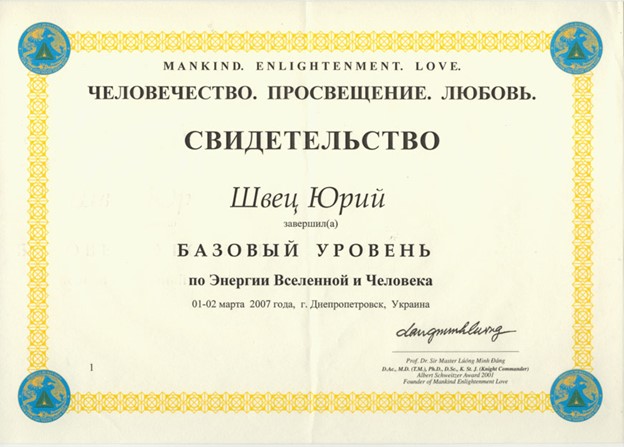 MANKIND. ENLIGHTENMENT. LOVE.
ЧЕЛОВЕЧЕСТВО. ПРОСВЕЩЕНИЕ. ЛЮБОВЬ.
СВИДЕТЕЛЬСТВО
Швец Юрий
завершил(а)
БАЗОВЫЙ УРОВЕНЬ
по Энергии Вселенной и Человека
01-02 марта 2007 года, г. Днепропетровск, Украина
Prof. Dr. Sir Master Lương Minh Đáng
D.Ac., M.D. (T.M.), Ph.D., D.Sc., K. St. J. (Knight Commander)
Albert Schweitzer Award 2001
Founder of Mankind Enlightenment Love
1